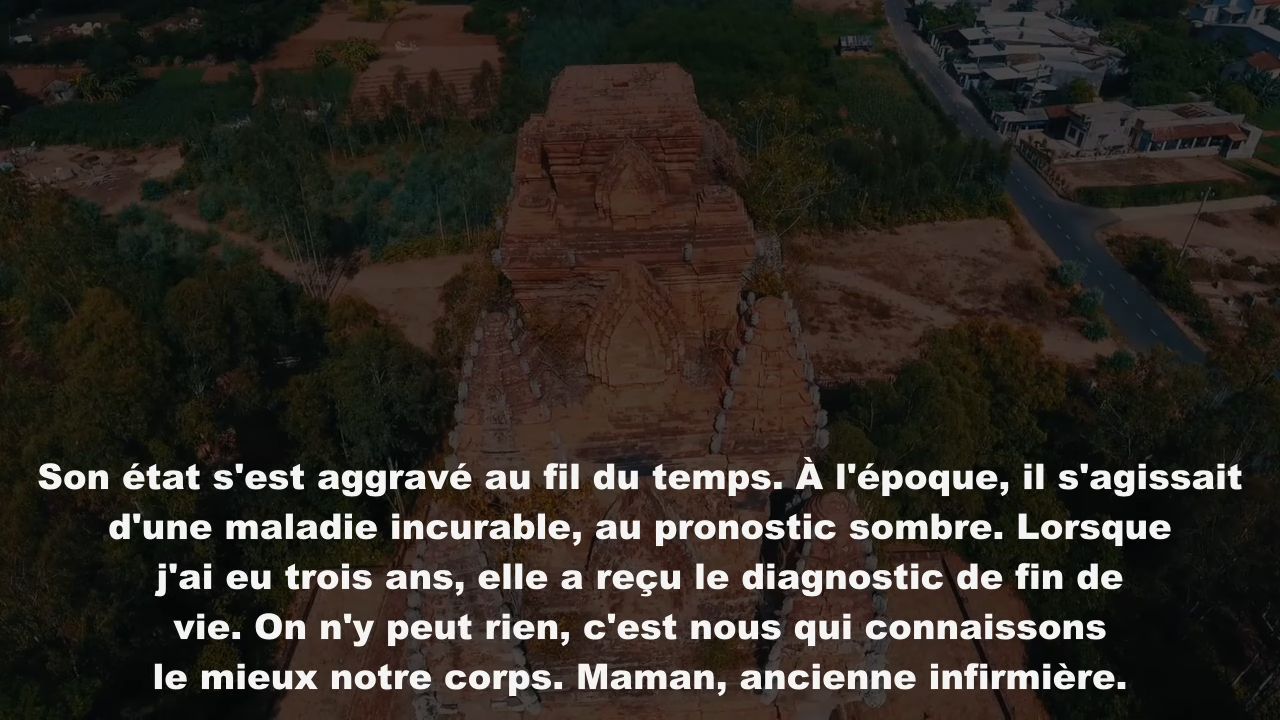 Son état s'est aggravé au fil du temps. À l'époque, il s'agissait
d'une maladie incurable, au pronostic sombre. Lorsque
j'ai eu trois ans, elle a reçu le diagnostic de fin de
vie. On n'y peut rien, c'est nous qui connaissons
le mieux notre corps. Maman, ancienne infirmière.